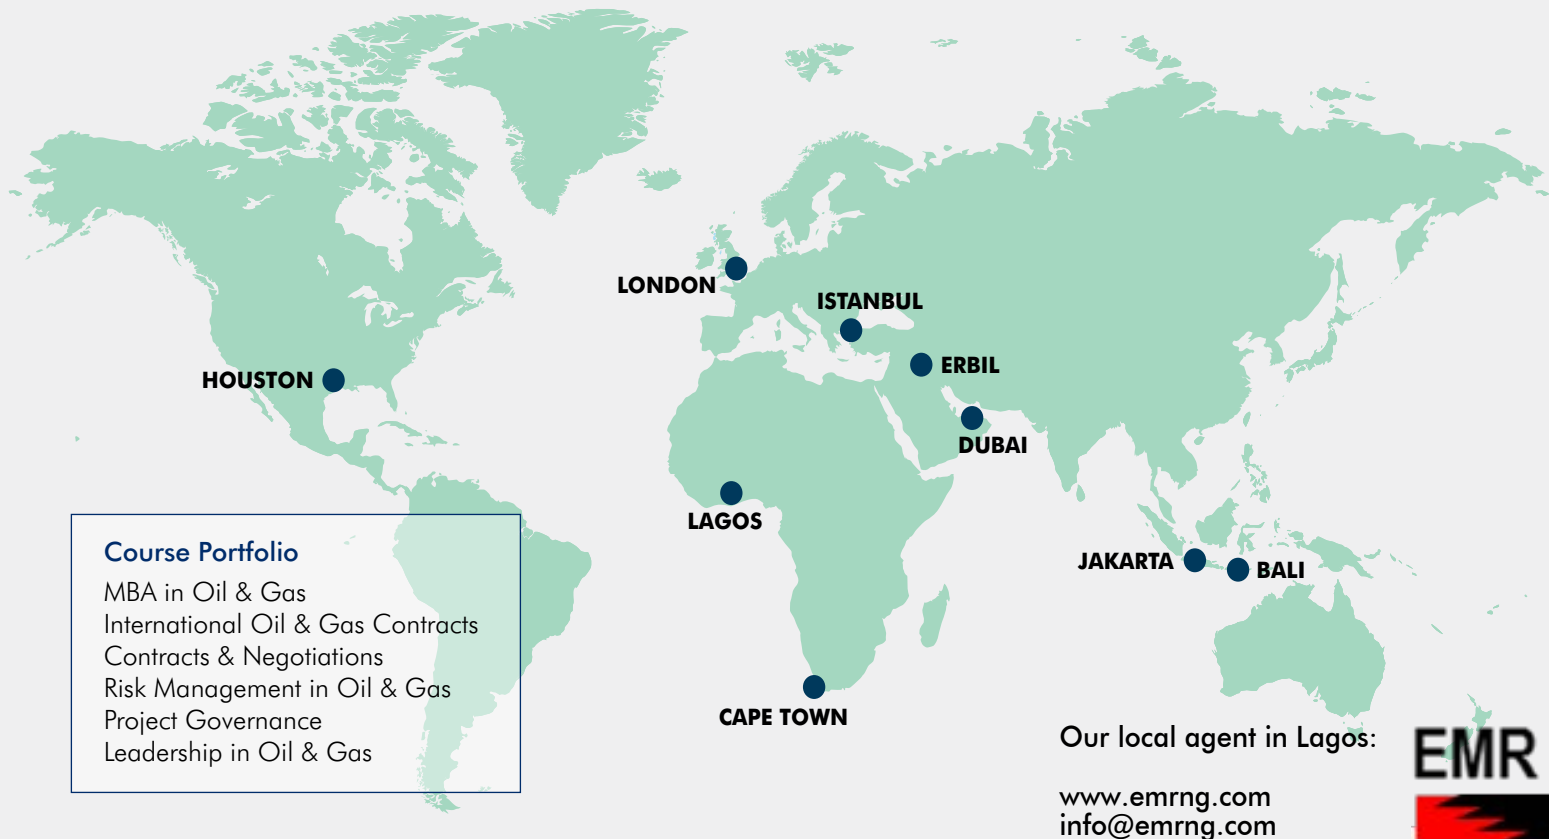 LONDON
ISTANBUL
ERBIL
HOUSTON
DUBAI
LAGOS
JAKARTA
BALI
CAPE TOWN
Course Portfolio
MBA in Oil & Gas
International Oil & Gas Contracts
Contracts & Negotiations
Risk Management in Oil & Gas
Project Governance
Leadership in Oil & Gas
Our local agent in Lagos:
www.emrng.com
info@emrng.com
EMR